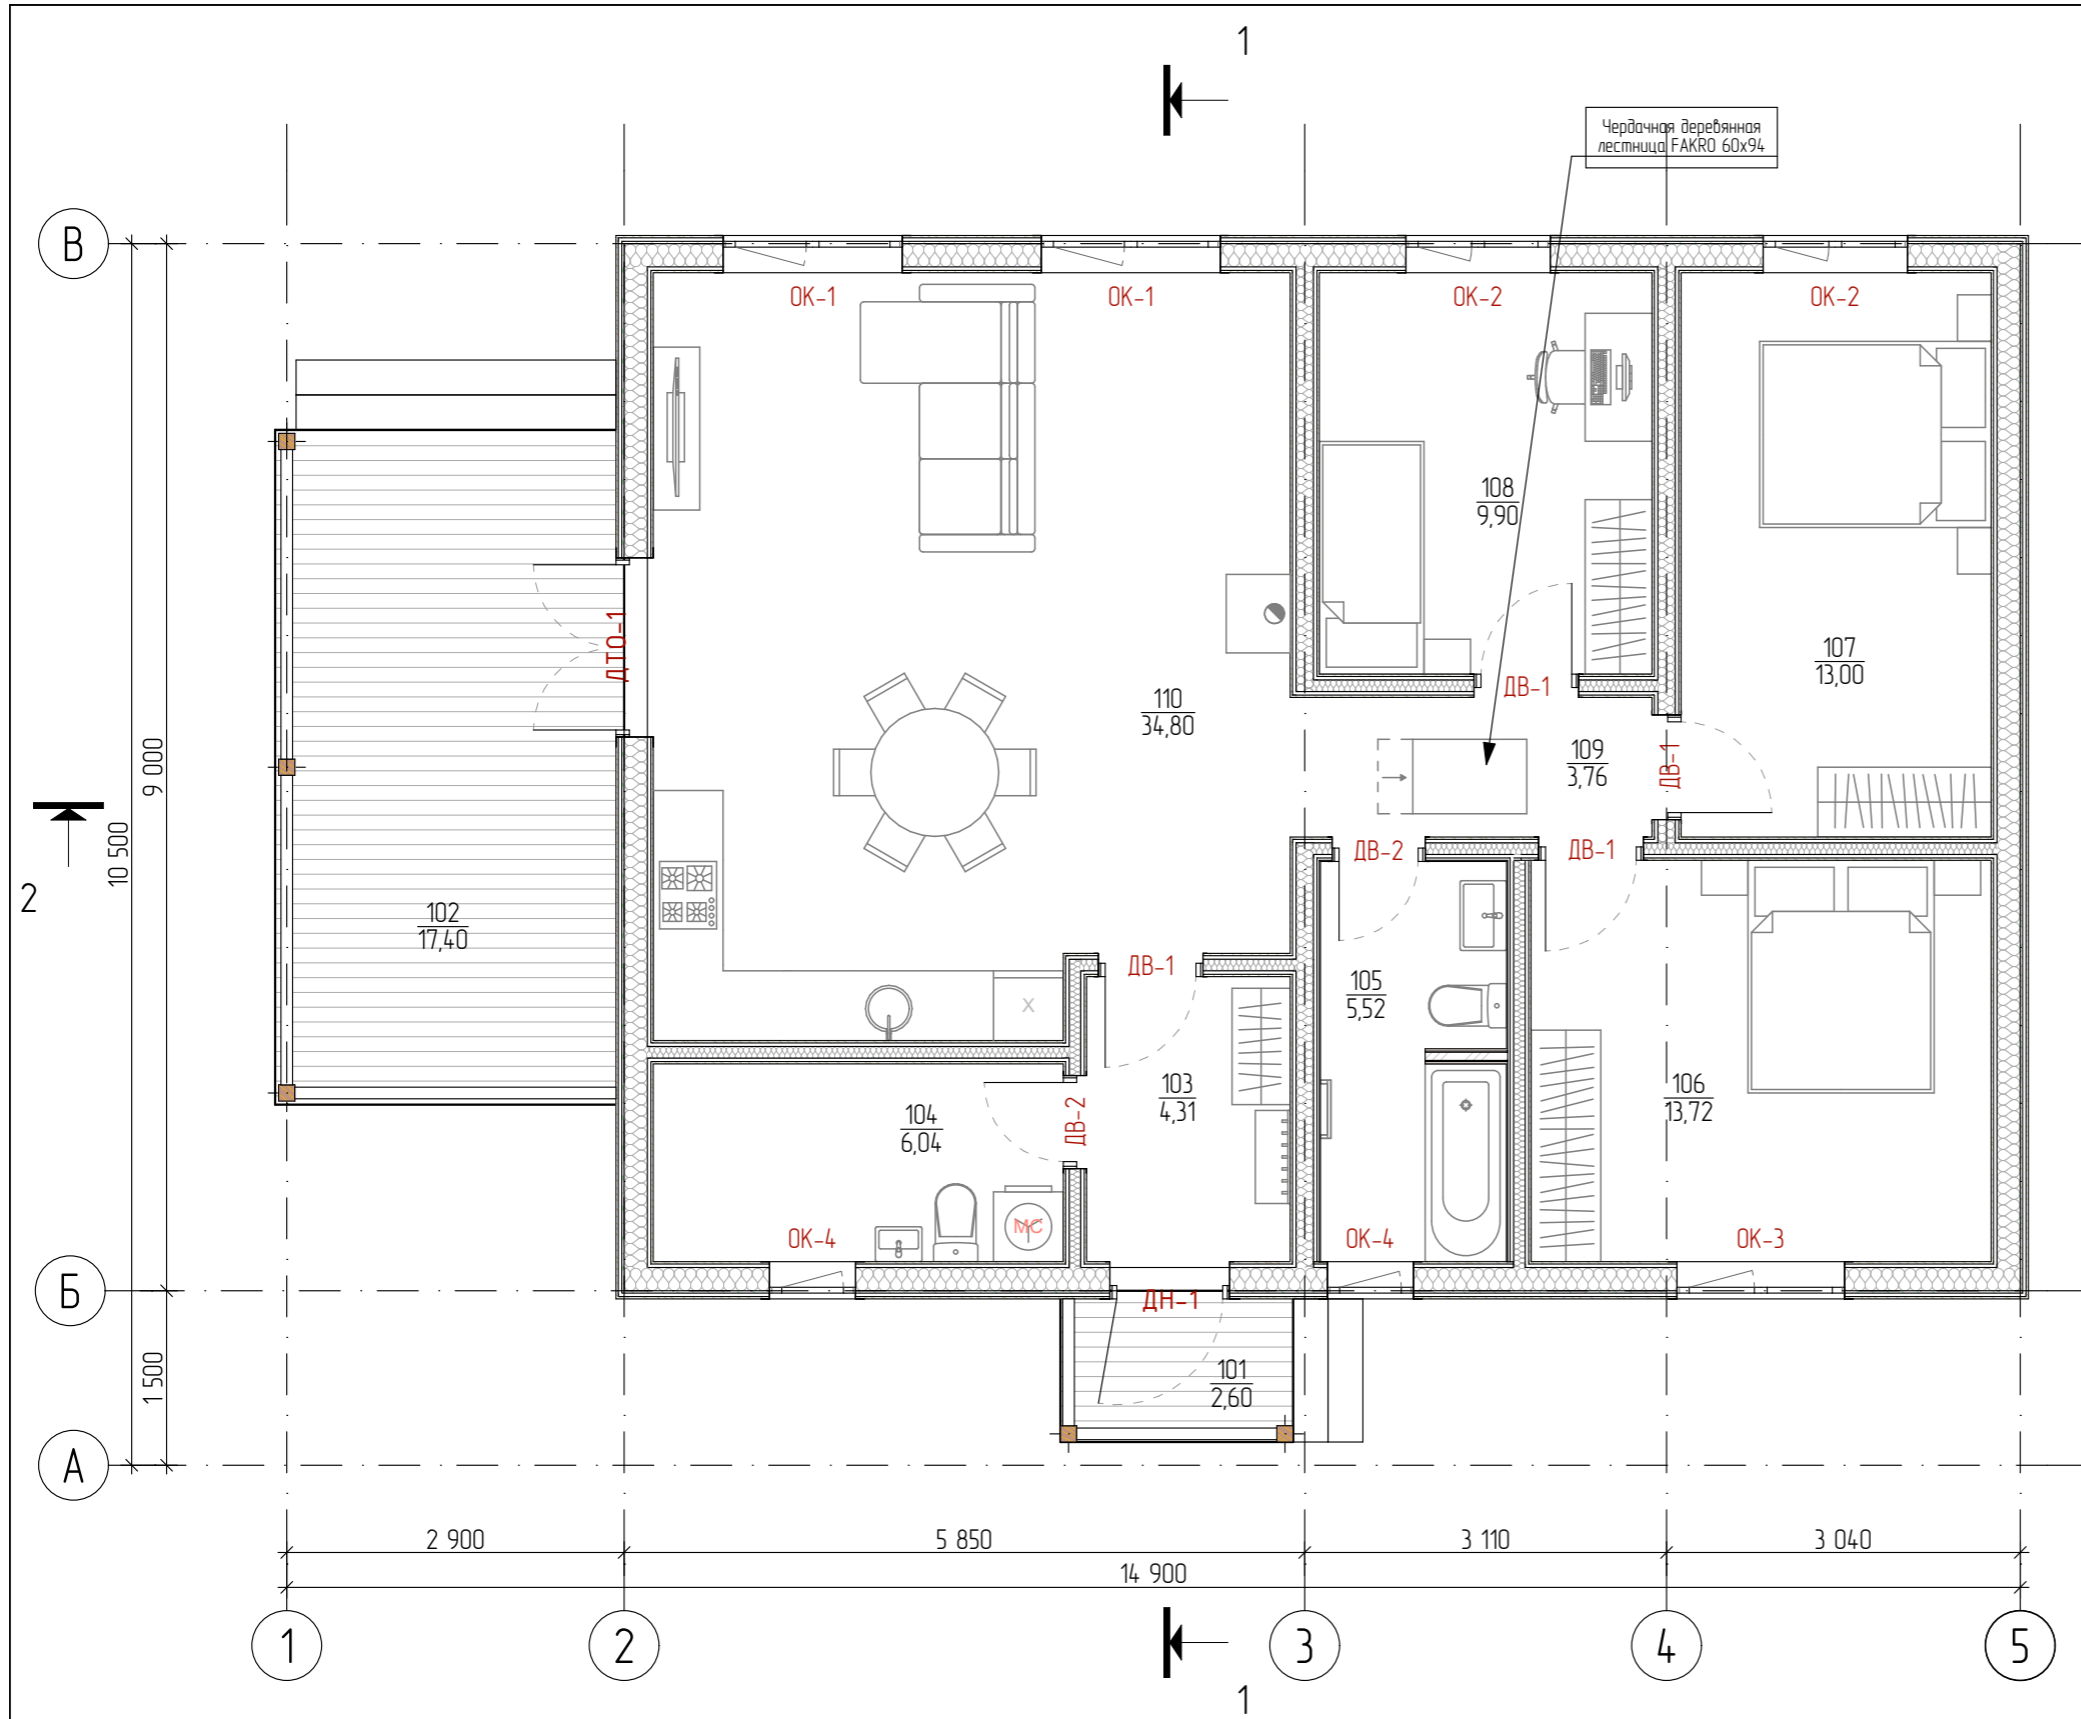 1
Чердачная деревянная
лестница FAKRO 60x94
В
ОК-1
ОК-1
ОК-2
ОК-2
108
9,90
ДТО-1
107
13,00
ДВ-1
110
34,80
109
3,76
ДВ-1
9 000
10 500
2
ДВ-2
ДВ-1
102
17,40
ДВ-1
105
5,52
X
103
4,31
106
13,72
104
6,04
ДВ-2
МС
ОК-4
ОК-4
ОК-3
Б
ДН-1
101
2,60
1 500
А
2 900
5 850
3 110
3 040
14 900
1
2
3
4
5
1